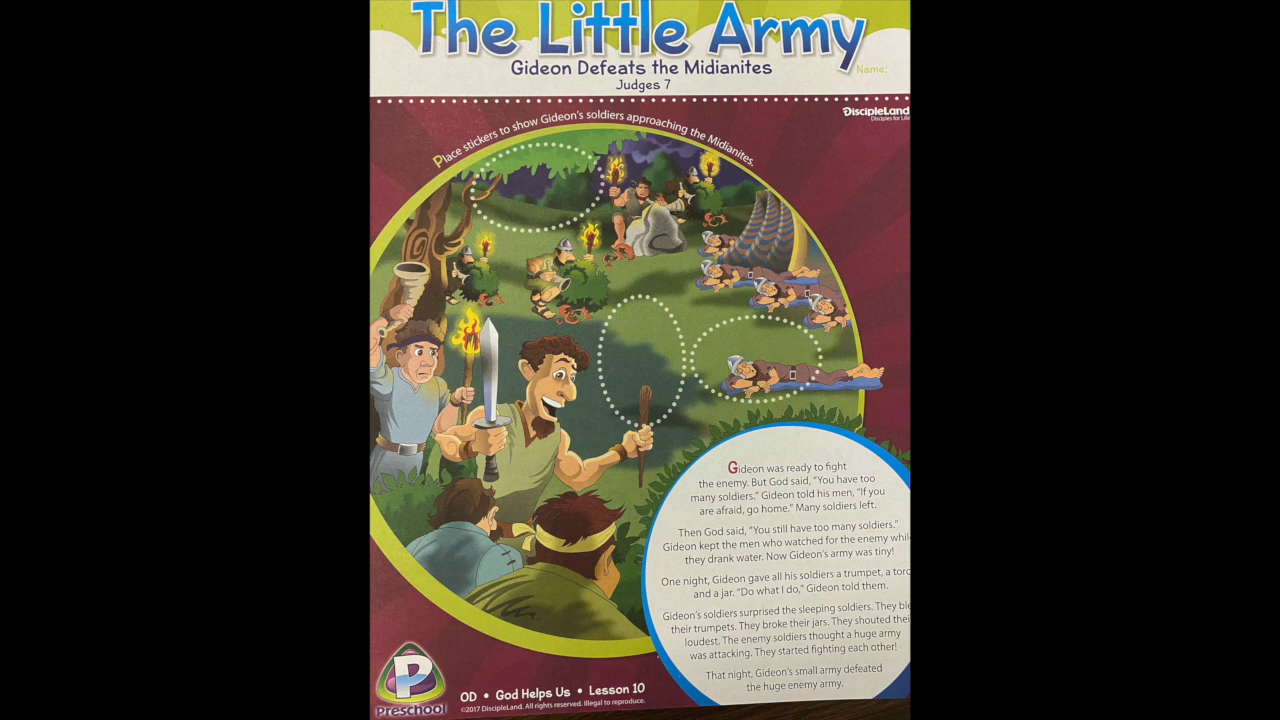 The Little Army
Gideon Defeats the Midianites
Judges 7
Name:
DiscipleLand
Disciples for Life
Place stickers to show Gideon's soldiers approaching the Midianites.
Gideon was ready to fight
the enemy. But God said, "You have too
many soldiers." Gideon told his men, "If you
are afraid, go home." Many soldiers left.
Then God said, "You still have too many soldiers."
Gideon kept the men who watched for the enemy whil
they drank water. Now Gideon's army was tiny!
One night, Gideon gave all his soldiers a trumpet, a torc
and a jar. "Do what I do," Gideon told them.
Gideon's soldiers surprised the sleeping soldiers. They ble
their trumpets. They broke their jars. They shouted thei
loudest. The enemy soldiers thought a huge army
was attacking. They started fighting each other!
That night, Gideon's small army defeated
the huge enemy army.
P
Preschool
OD • God Helps Us • Lesson 10
©2017 DiscipleLand. All rights reserved. Illegal to reproduce.